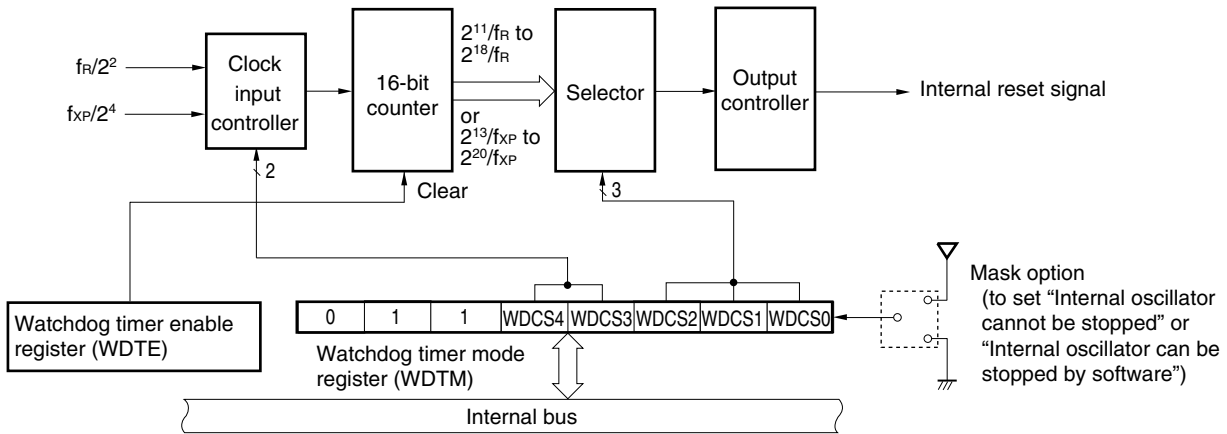 fR/2²
fXP/2⁴
Clock
input
controller
2
16-bit
counter
2¹¹/fR to
2¹⁸/fR
or
2¹³/fXP to
2²⁰/fXP
Clear
Selector
3
Output
controller
Internal reset signal
Watchdog timer enable
register (WDTE)
0 1 1 WDCS4 WDCS3 WDCS2 WDCS1 WDCS0
Watchdog timer mode
register (WDTM)
Mask option
(to set “Internal oscillator
cannot be stopped” or
“Internal oscillator can be
stopped by software”)
Internal bus